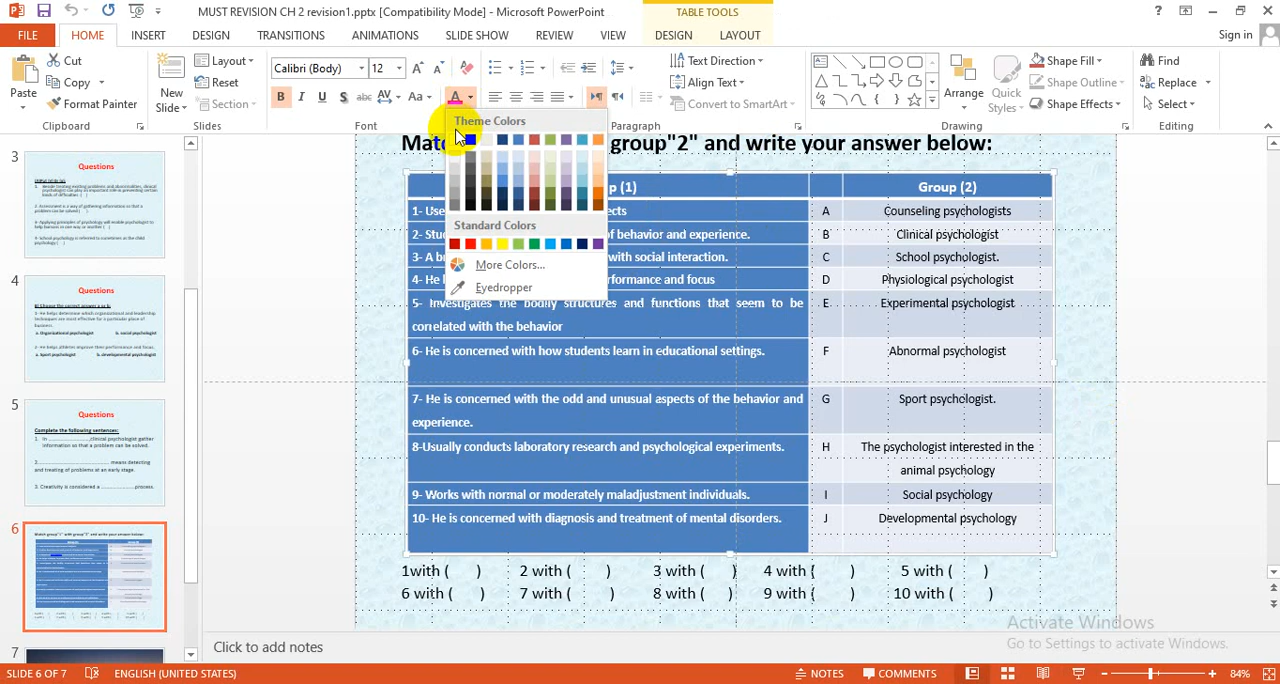 MUST REVISION CH 2 revision1.pptx [Compatibility Mode] - Microsoft PowerPoint
TABLE TOOLS
Sign in
FILE HOME INSERT DESIGN TRANSITIONS ANIMATIONS SLIDE SHOW REVIEW VIEW DESIGN LAYOUT
Paste
Cut
Copy
Format Painter
Clipboard
New
Slide
Layout
Reset
Section
Slides
Calibri (Body) 12
B I U S abc AV Aa A
Font
Text Direction
Align Text
Convert to SmartArt
Paragraph
Arrange
Quick
Styles
Shape Fill
Shape Outline
Shape Effects
Drawing
Find
Replace
Select
Editing
Theme Colors
Standard Colors
More Colors...
Eyedropper
3
Questions
4
Questions
5
Questions
Complete the following sentences:
6
7
group"2" and write your answer below:
p (1) Group (2)
1- Use ects A Counseling psychologists
2- Stu of behavior and experience. B Clinical psychologist
3- A b with social interaction. C School psychologist.
4- He rformance and focus D Physiological psychologist
5- Investigates the bodily structures and functions that seem to be E Experimental psychologist
correlated with the behavior
6- He is concerned with how students learn in educational settings. F Abnormal psychologist
7- He is concerned with the odd and unusual aspects of the behavior and G Sport psychologist.
experience.
8-Usually conducts laboratory research and psychological experiments. H The psychologist interested in the
animal psychology
9- Works with normal or moderately maladjustment individuals. I Social psychology
10- He is concerned with diagnosis and treatment of mental disorders. J Developmental psychology
1with ( 2 with ( ) 3 with ( 4 with ( ) 5 with ( )
6 with ( ) 7 with ( ) 8 with ( ) 9 with ( ) 10 with ( )
Activate Windows
Go to Settings to activate Windows.
Click to add notes
SLIDE 6 OF 7 ENGLISH (UNITED STATES) NOTES COMMENTS 84%